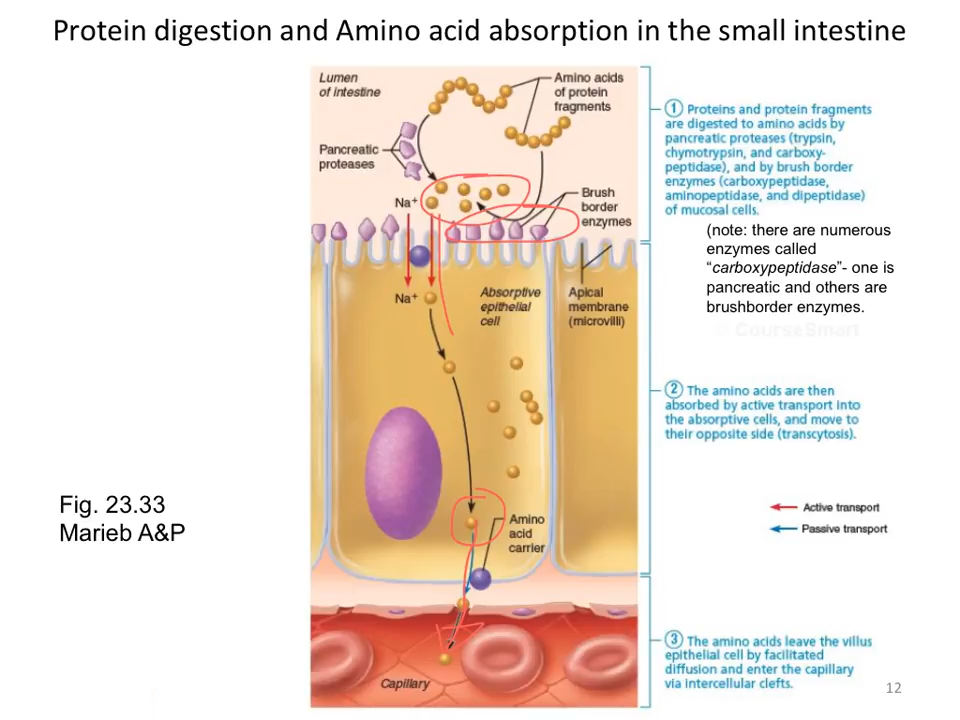 Protein digestion and Amino acid absorption in the small intestine
Lumen
of intestine
Amino acids
of protein
fragments
Pancreatic
proteases
Na+
Brush
border
enzymes
Na+
Absorptive
epithelial
cell
Apical
membrane
(microvilli)
Amino
acid
carrier
Capillary
1 Proteins and protein fragments
are digested to amino acids by
pancreatic proteases (trypsin,
chymotrypsin, and carboxy-
peptidase), and by brush border
enzymes (carboxypeptidase,
aminopeptidase, and dipeptidase)
of mucosal cells.
(note: there are numerous
enzymes called
“carboxypeptidase”- one is
pancreatic and others are
brushborder enzymes.
CourseSmart
2 The amino acids are then
absorbed by active transport into
the absorptive cells, and move to
their opposite side (transcytosis).
Active transport
Passive transport
3 The amino acids leave the villus
epithelial cell by facilitated
diffusion and enter the capillary
via intercellular clefts.
Fig. 23.33
Marieb A&P
12